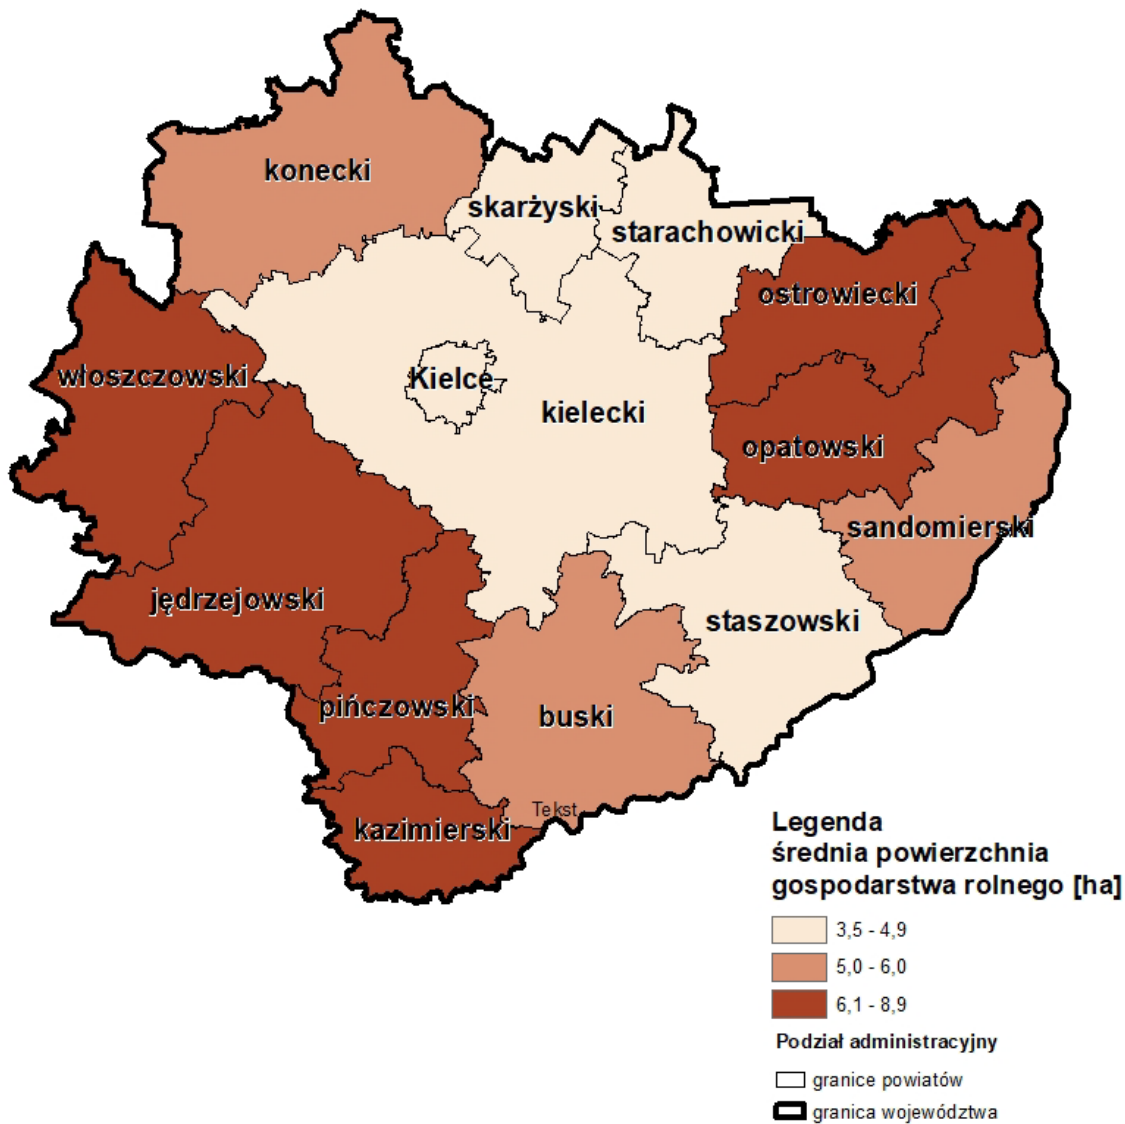 konecki
skarżyski
starachowicki
ostrowiecki
włoszczowski
Kielce
kielecki
opatowski
sandomierski
jędrzejowski
staszowski
pińczowski
buski
Tekst
kazimierski
Legenda
średnia powierzchnia
gospodarstwa rolnego [ha]
3,5 - 4,9
5,0 - 6,0
6,1 - 8,9
Podział administracyjny
granice powiatów
granica województwa